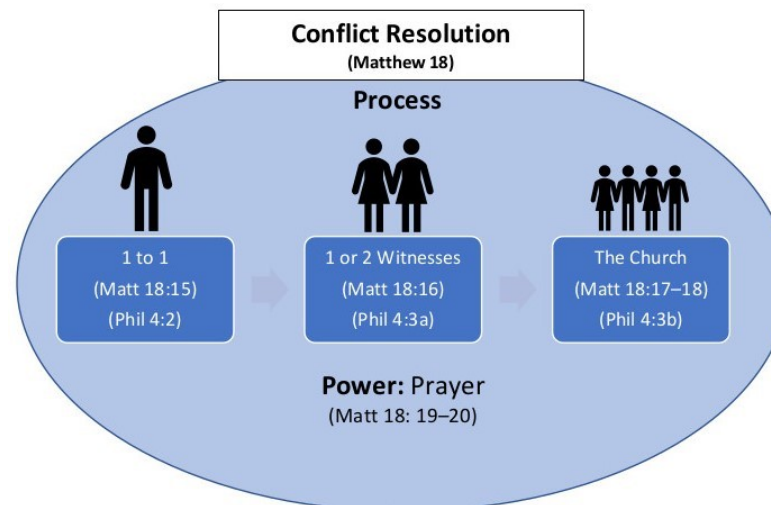 Conflict Resolution
(Matthew 18)
Process
1 to 1
(Matt 18:15)
(Phil 4:2)
1 or 2 Witnesses
(Matt 18:16)
(Phil 4:3a)
The Church
(Matt 18:17–18)
(Phil 4:3b)
Power: Prayer
(Matt 18: 19–20)